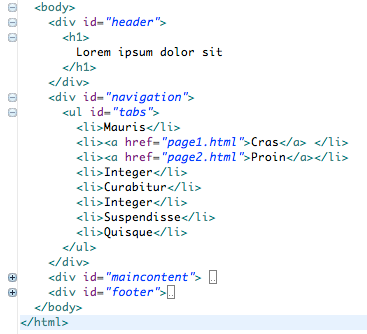 <body>
<div id="header">
<h1>
Lorem ipsum dolor sit
</h1>
</div>
<div id="navigation">
<ul id="tabs">
<li>Mauris</li>
<li><a href="page1.html">Cras</a> </li>
<li><a href="page2.html">Proin</a></li>
<li>Integer</li>
<li>Curabitur</li>
<li>Integer</li>
<li>Suspendisse</li>
<li>Quisque</li>
</ul>
</div>
<div id="maincontent"> ..
<div id="footer">..
</body>
</html>